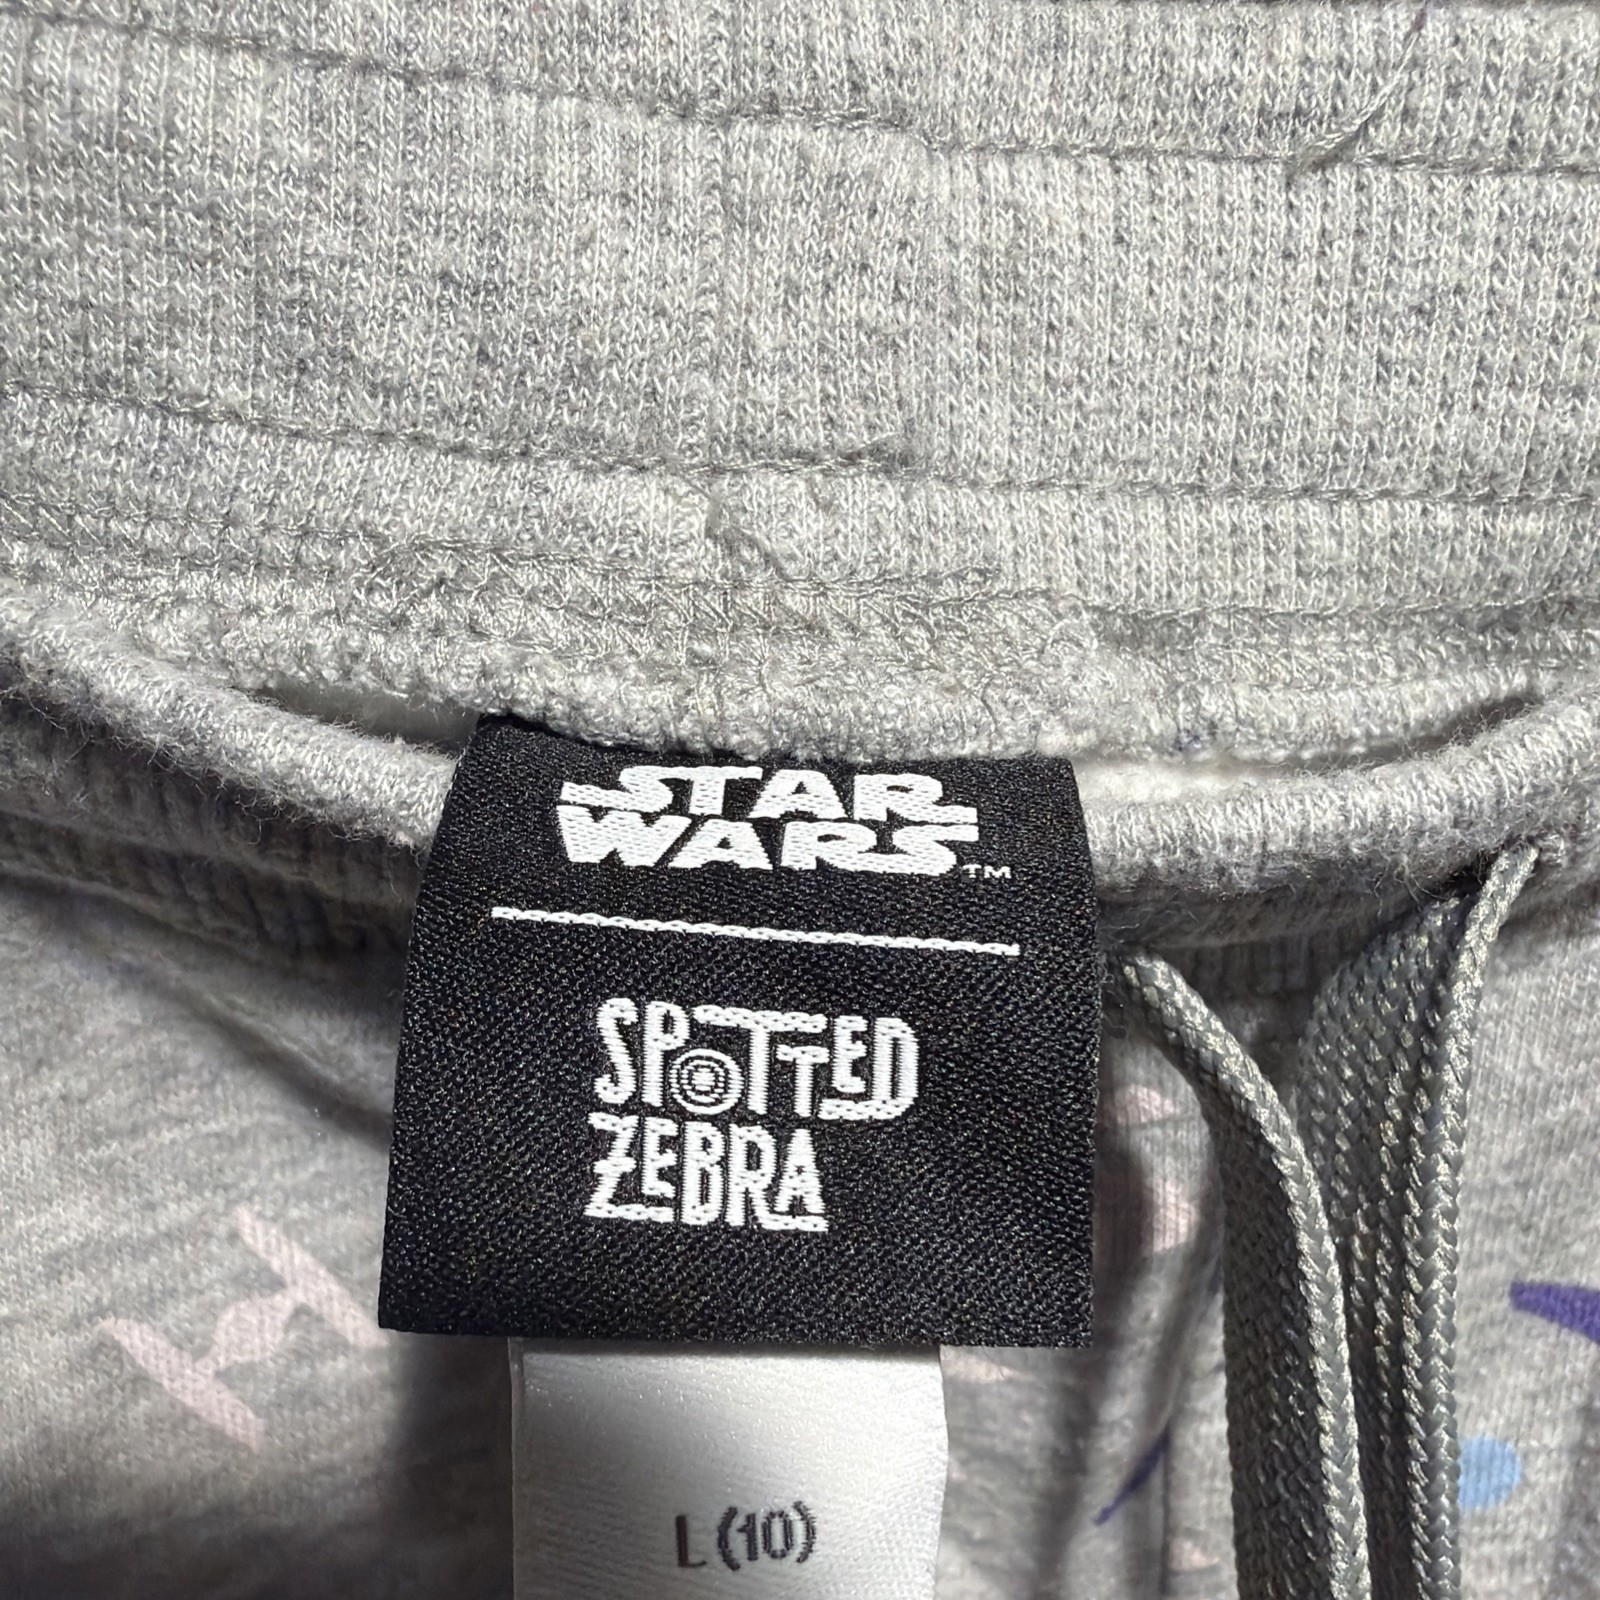 STAR
WARS™
SPOTTED
ZEBRA
L (10)